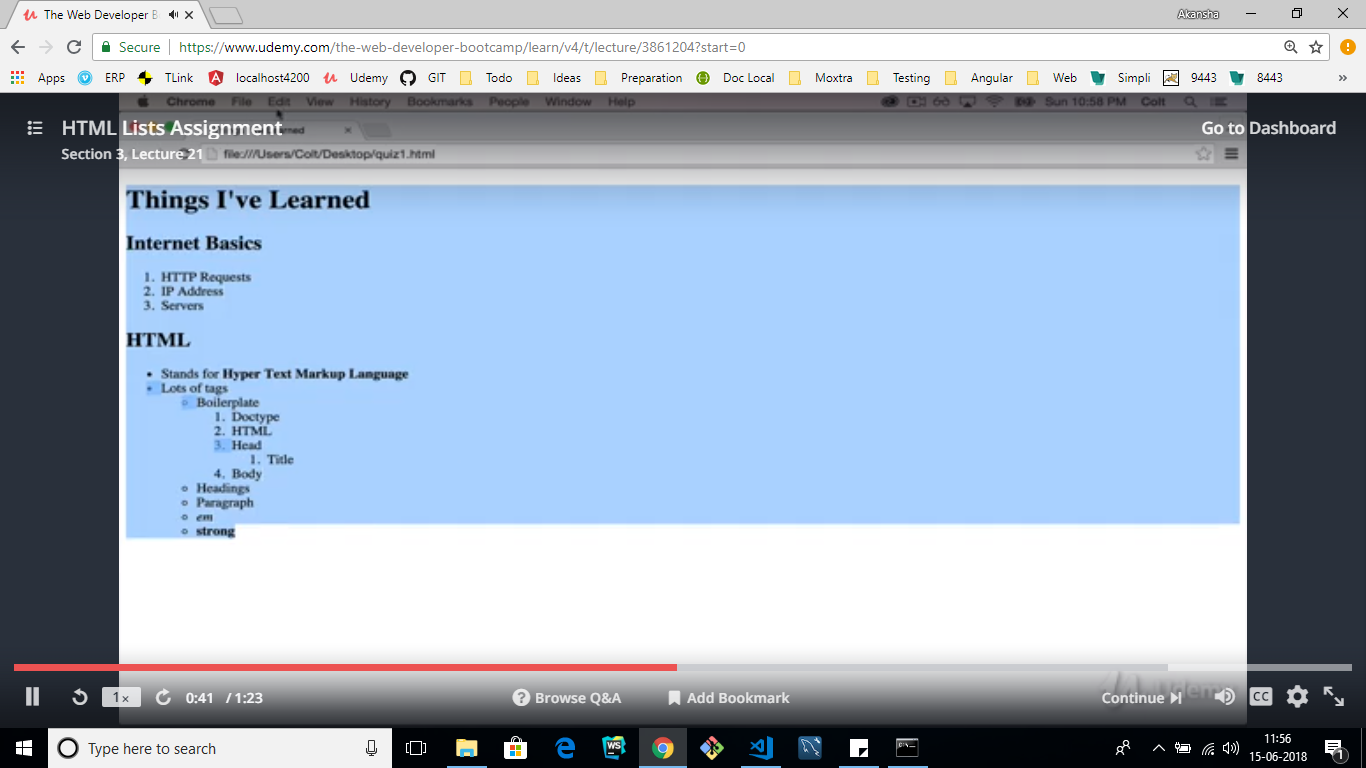 The Web Developer B
Akansha
Secure https://www.udemy.com/the-web-developer-bootcamp/learn/v4/t/lecture/3861204?start=0
Apps ERP TLink localhost4200 Udemy GIT Todo Ideas Preparation Doc Local Moxtra Testing Angular Web Simpli 9443 8443 »
Chrome File Edit View History Bookmarks People Window Help Sun 10:58 PM Colt
HTML Lists Assignment
Go to Dashboard
Section 3, Lecture 21
file:///Users/Colt/Desktop/quiz1.html
Things I've Learned
Internet Basics
1. HTTP Requests
2. IP Address
3. Servers
HTML
• Stands for Hyper Text Markup Language
• Lots of tags
◦ Boilerplate
1. Doctype
2. HTML
3. Head
1. Title
4. Body
◦ Headings
◦ Paragraph
◦ em
◦ strong
1x 0:41 / 1:23 ? Browse Q&A Add Bookmark Continue CC
Type here to search
WS
11:56
15-06-2018
1